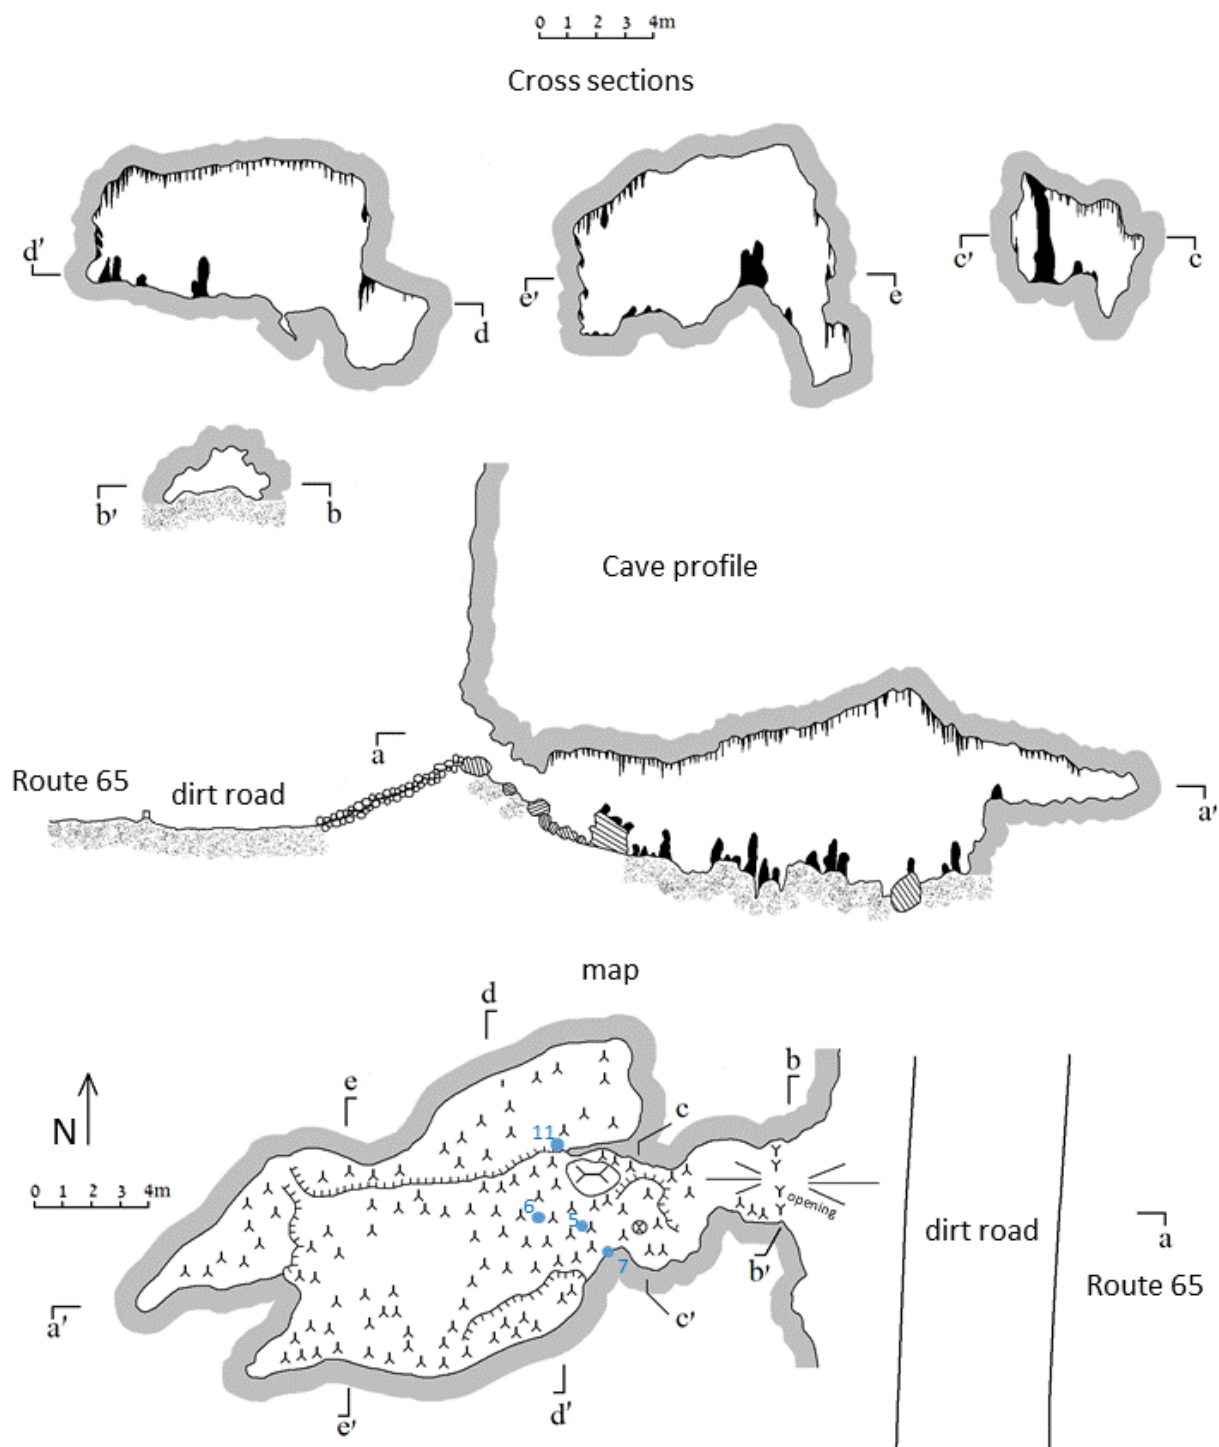 0 1 2 3 4m
Cross sections
d' d
e' e
c' c
b' b
Cave profile
a
Route 65
dirt road
a'
map
d
b
e
c
N
11
0 1 2 3 4m
6
5
opening
7
dirt road
a
b'
Route 65
a'
c'
d'
e'